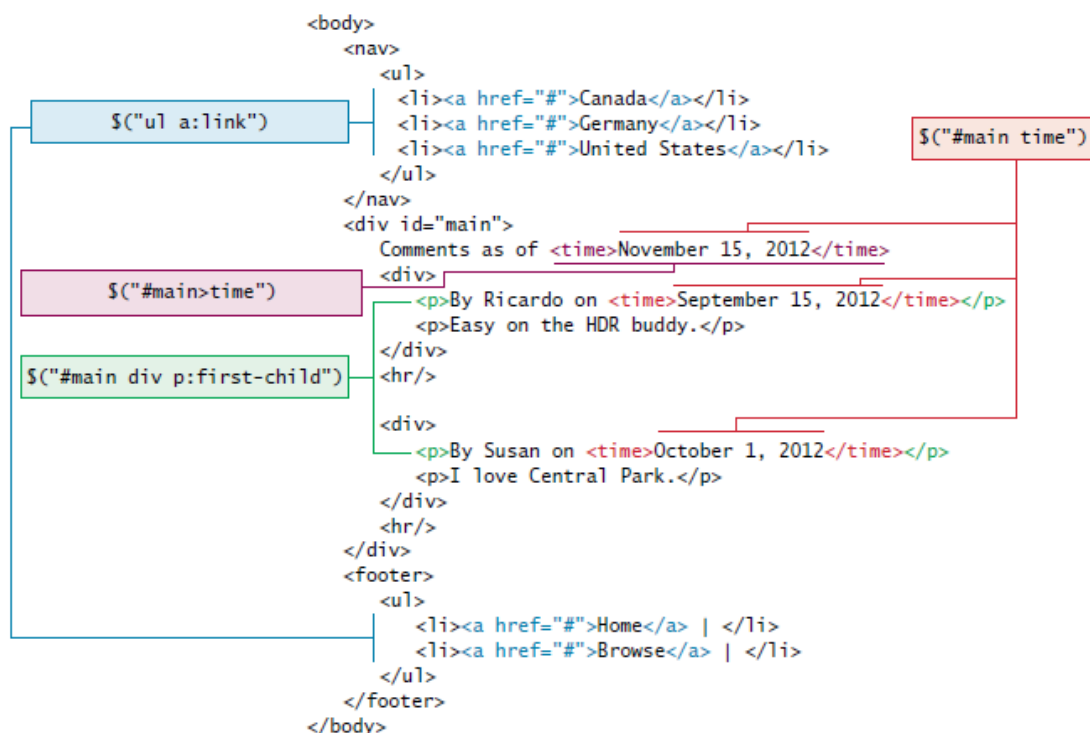 <body>
<nav>
<ul>
<li><a href="#">Canada</a></li>
$("ul a:link")
<li><a href="#">Germany</a></li>
<li><a href="#">United States</a></li>
$("#main time")
</ul>
</nav>
<div id="main">
Comments as of <time>November 15, 2012</time>
<div>
$("#main>time")
<p>By Ricardo on <time>September 15, 2012</time></p>
<p>Easy on the HDR buddy.</p>
</div>
$("#main div p:first-child")
<hr/>
<div>
<p>By Susan on <time>October 1, 2012</time></p>
<p>I love Central Park.</p>
</div>
<hr/>
</div>
<footer>
<ul>
<li><a href="#">Home</a> | </li>
<li><a href="#">Browse</a> | </li>
</ul>
</footer>
</body>